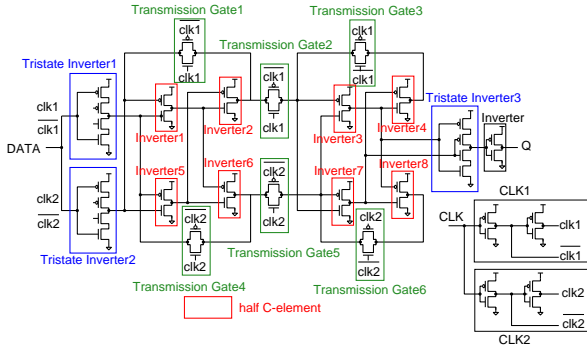 Transmission Gate1
Transmission Gate3
clk1
clk1
Transmission Gate2
clk1
clk1
clk1
clk1
Tristate Inverter1
clk1
clk1
DATA
Inverter1
Inverter2
Inverter3
Inverter4
Tristate Inverter3
Inverter
Q
Inverter5
Inverter6
Inverter7
Inverter8
clk2
clk2
Tristate Inverter2
clk2
clk2
clk2
clk2
clk2
clk2
Transmission Gate5
Transmission Gate4
Transmission Gate6
half C-element
CLK
CLK1
clk1
clk1
clk2
clk2
CLK2